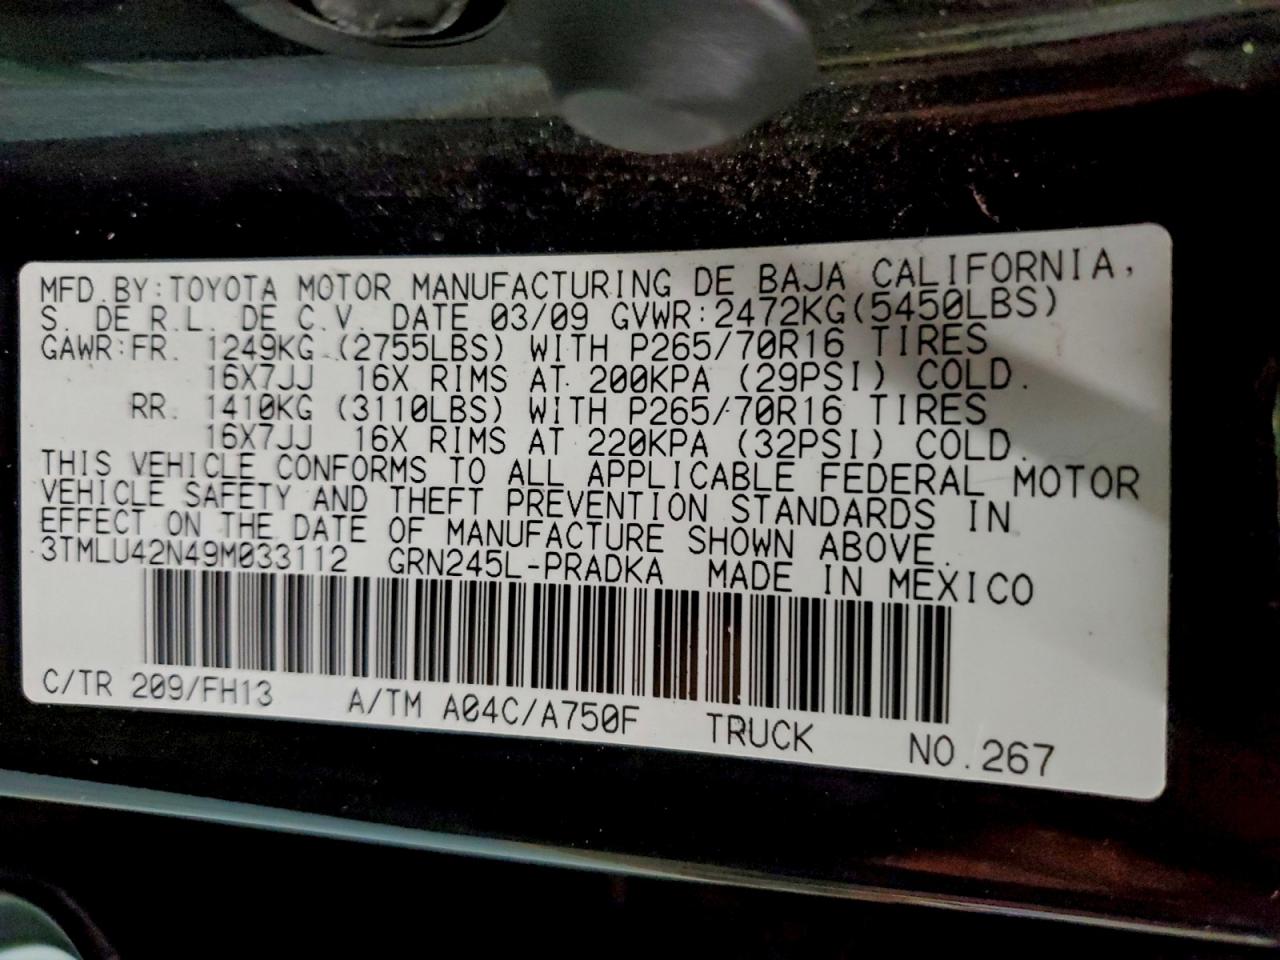 MFD.BY:TOYOTA MOTOR MANUFACTURING DE BAJA CALIFORNIA,
S. DE R.L. DE C.V. DATE 03/09 GVWR:2472KG(5450LBS)
GAWR:FR. 1249KG (2755LBS) WITH P265/70R16 TIRES
16X7JJ 16X RIMS AT 200KPA (29PSI) COLD.
RR. 1410KG (3110LBS) WITH P265/70R16 TIRES
16X7JJ 16X RIMS AT 220KPA (32PSI) COLD.
THIS VEHICLE CONFORMS TO ALL APPLICABLE FEDERAL MOTOR
VEHICLE SAFETY AND THEFT PREVENTION STANDARDS IN
EFFECT ON THE DATE OF MANUFACTURE SHOWN ABOVE.
3TMLU42N49M033112 GRN245L-PRADKA MADE IN MEXICO
C/TR 209/FH13 A/TM A04C/A750F TRUCK NO.267